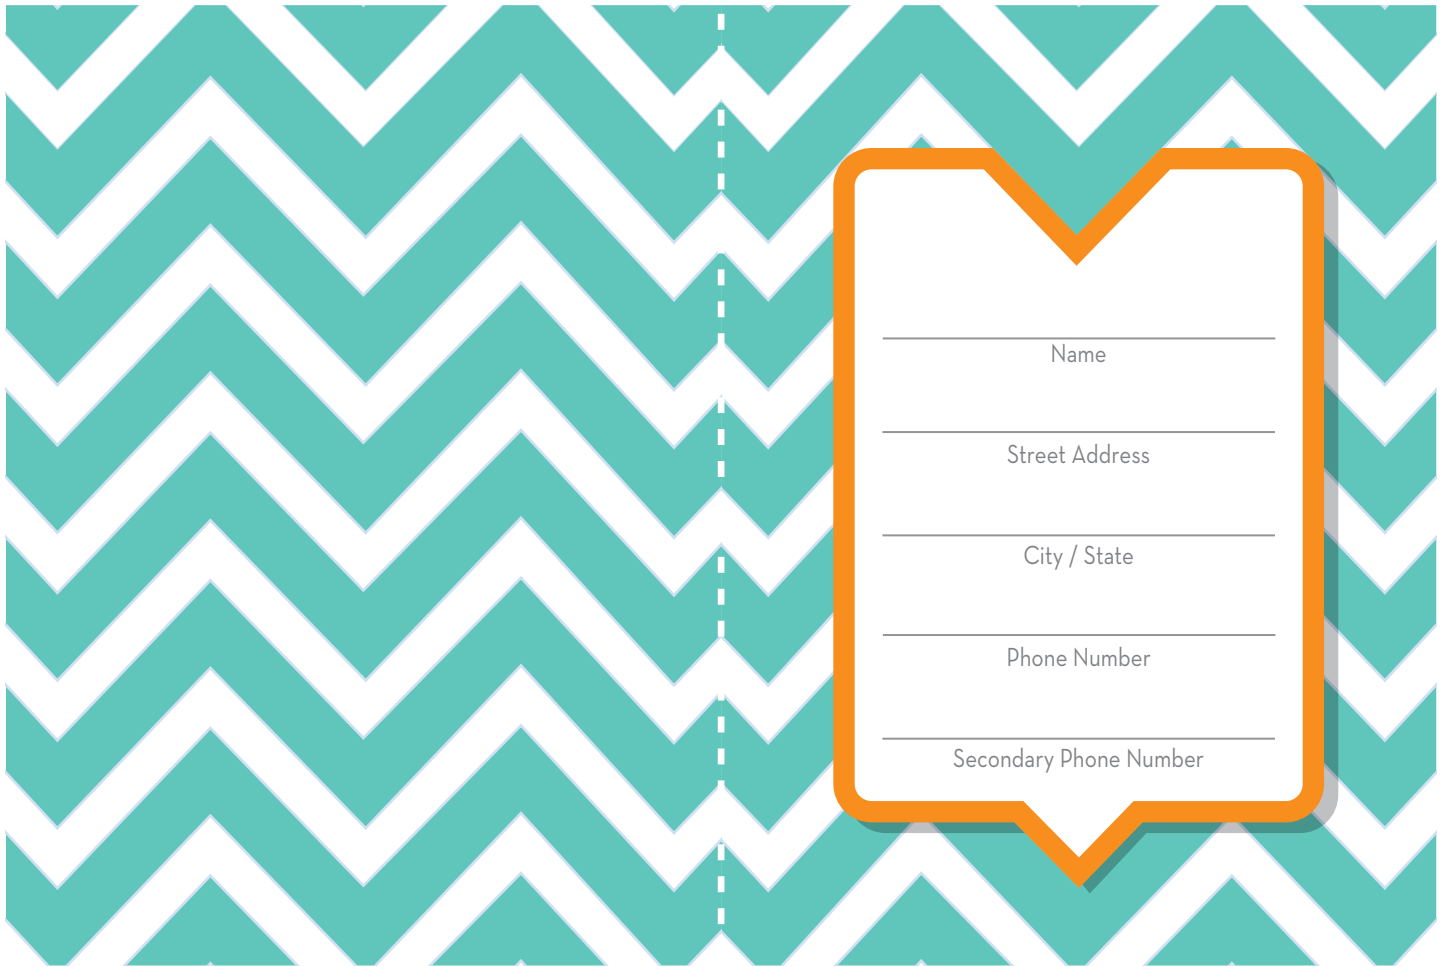 Name
Street Address
City / State
Phone Number
Secondary Phone Number